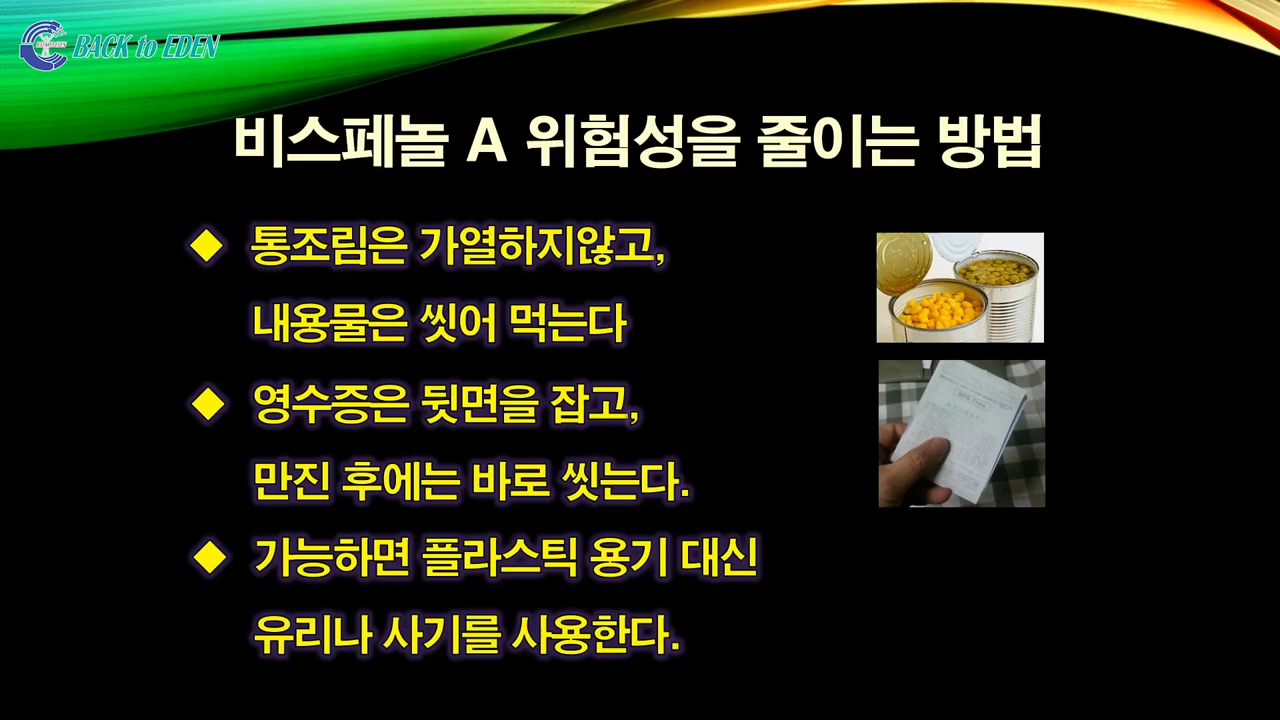 BACK to EDEN
비스페놀 A 위험성을 줄이는 방법
◆ 통조림은 가열하지않고,
내용물은 씻어 먹는다
◆ 영수증은 뒷면을 잡고,
만진 후에는 바로 씻는다.
◆ 가능하면 플라스틱 용기 대신
유리나 사기를 사용한다.